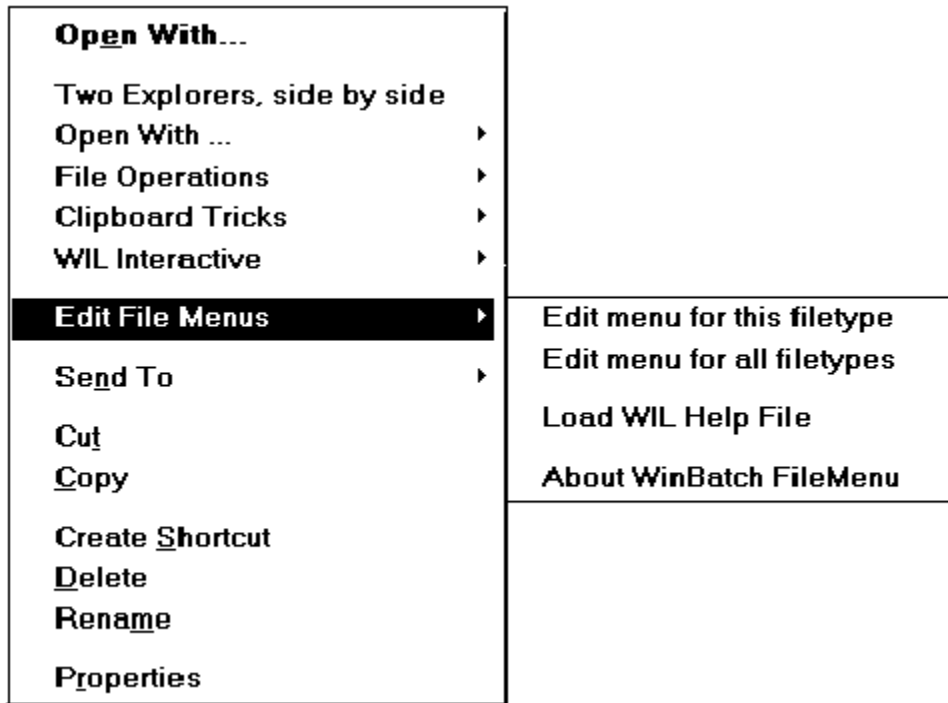 Open With...
Two Explorers, side by side
Open With ...
File Operations
Clipboard Tricks
WIL Interactive
Edit File Menus
Send To
Cut
Copy
Create Shortcut
Delete
Rename
Properties
Edit menu for this filetype
Edit menu for all filetypes
Load WIL Help File
About WinBatch FileMenu